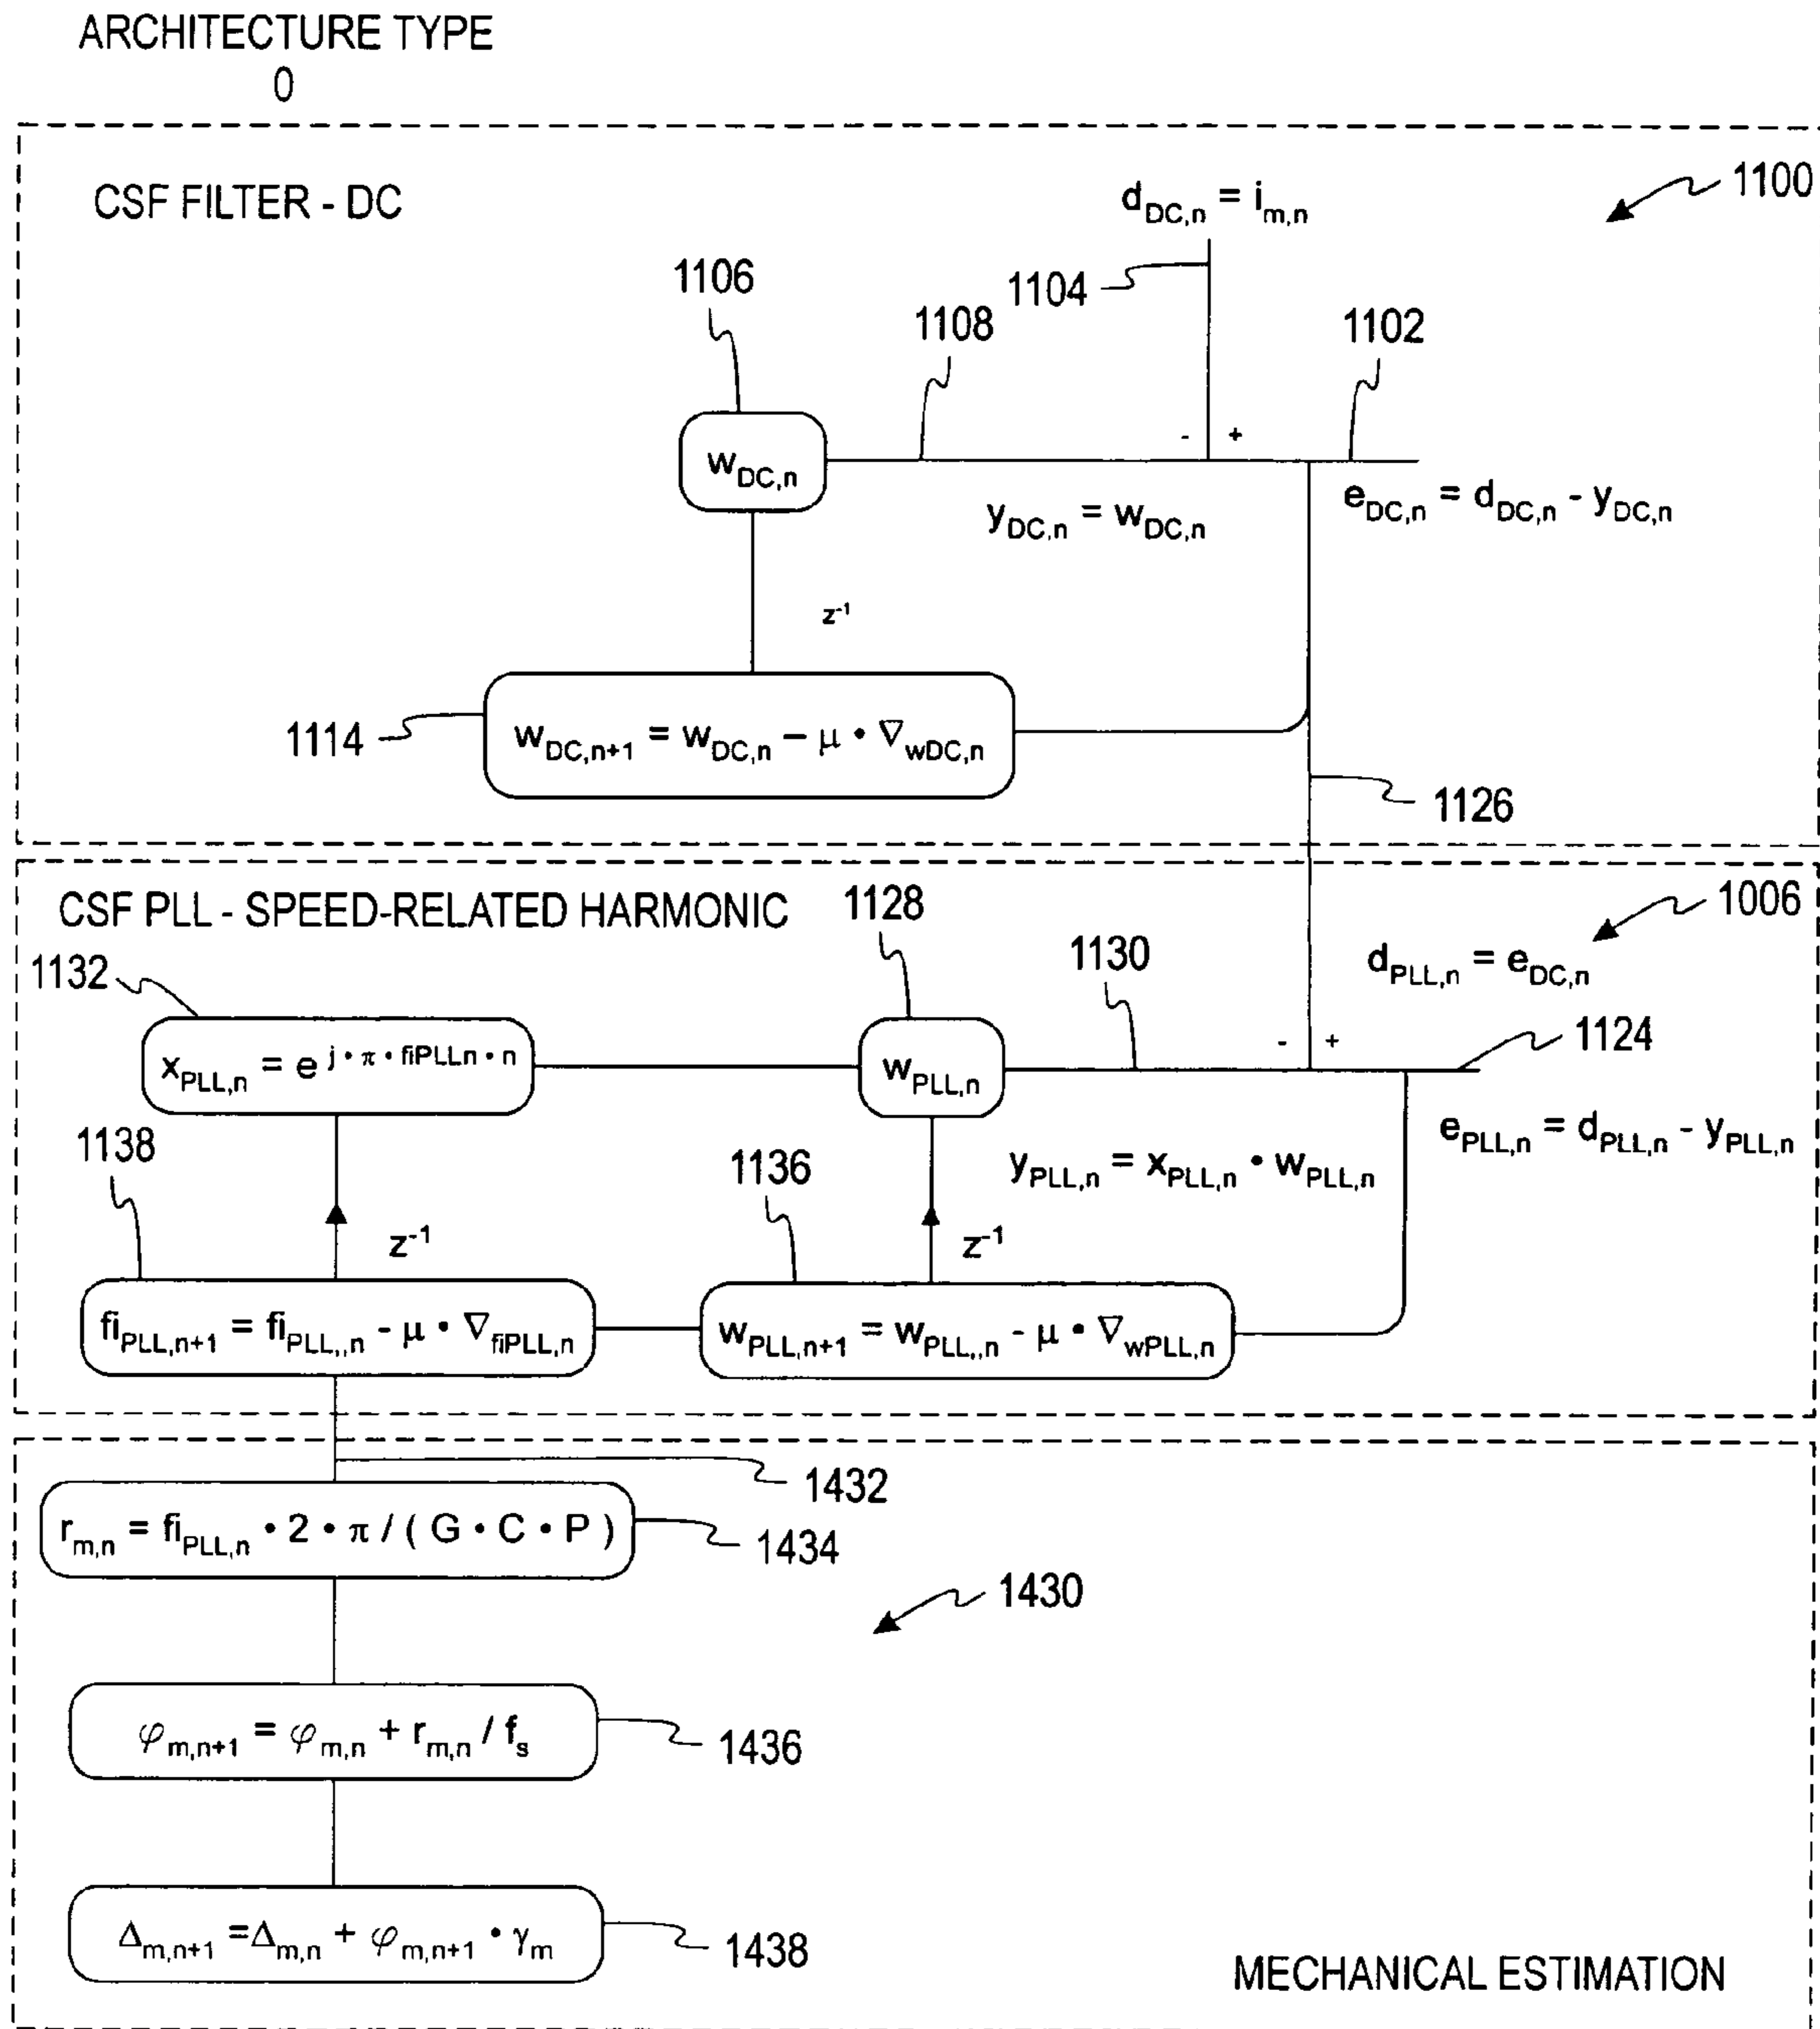 ARCHITECTURE TYPE
0
CSF FILTER - DC
1100
d_DC,n = i_m,n
1104
1106
1108
1102
- +
w_DC,n
y_DC,n = w_DC,n
e_DC,n = d_DC,n - y_DC,n
z⁻¹
1114
w_DC,n+1 = w_DC,n – μ • ∇_wDC,n
1126
CSF PLL - SPEED-RELATED HARMONIC
1128
1006
1132
1130
d_PLL,n = e_DC,n
1124
- +
x_PLL,n = e^j • π • fiPLLn • n
w_PLL,n
e_PLL,n = d_PLL,n - y_PLL,n
1138
1136
y_PLL,n = x_PLL,n • w_PLL,n
z⁻¹
z⁻¹
fi_PLL,n+1 = fi_PLL,,n - μ • ∇_fiPLL,n
w_PLL,n+1 = w_PLL,,n - μ • ∇_wPLL,n
1432
r_m,n = fi_PLL,n • 2 • π / ( G • C • P )
1434
1430
φ_m,n+1 = φ_m,n + r_m,n / f_s
1436
Δ_m,n+1 =Δ_m,n + φ_m,n+1 • γ_m
1438
MECHANICAL ESTIMATION